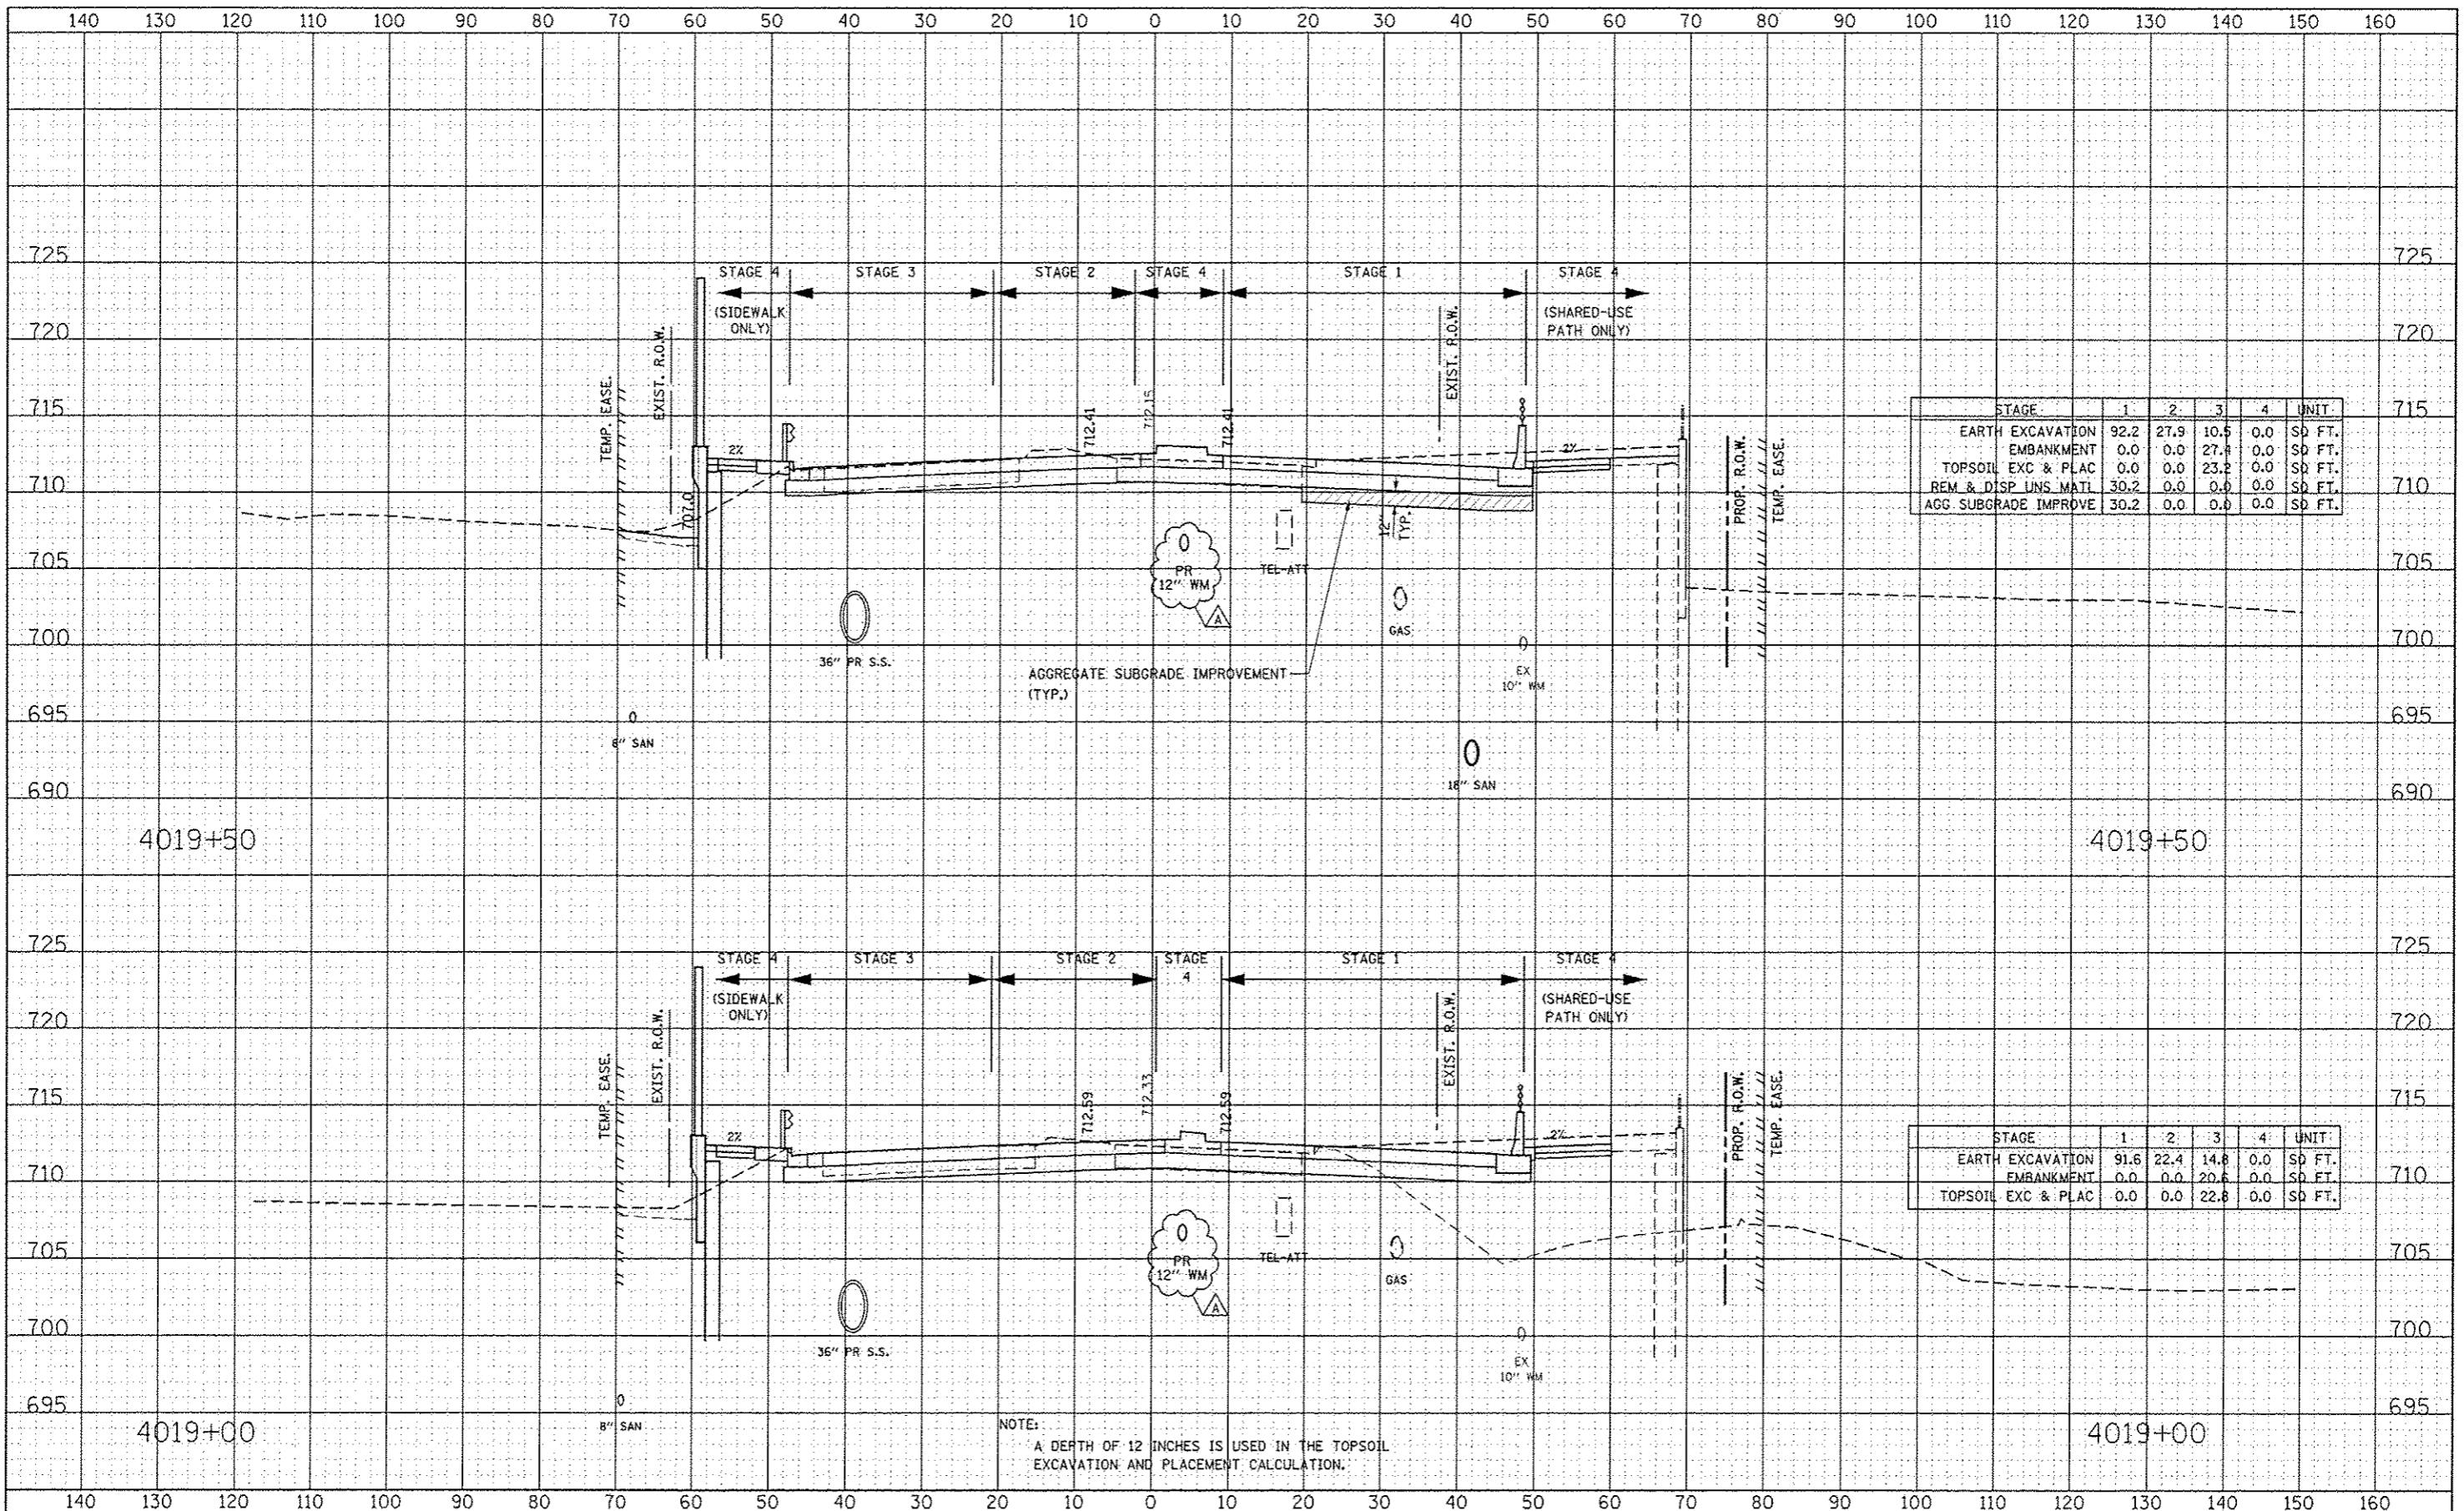 140 130 120 110 100 90 80 70 60 50 40 30 20 10 0 10 20 30 40 50 60 70 80 90 100 110 120 130 140 150 160
725 725
STAGE 4 STAGE 3 STAGE 2 STAGE 4 STAGE 1 STAGE 4
(SIDEWALK ONLY)
(SHARED-USE PATH ONLY)
720 720
TEMP. EASE.
EXIST. R.O.W.
EXIST. R.O.W.
PROP. R.O.W.
TEMP. EASE.
715 715
712.41
712.15
712.41
2%
2%
710 710
707.0
12"
TYP.
705 705
PR
12" WM
A
TEL-ATT
GAS
700 700
36" PR S.S.
AGGREGATE SUBGRADE IMPROVEMENT
(TYP.)
EX
10" WM
695 695
8" SAN
18" SAN
690 690
STAGE 1 2 3 4 UNIT
EARTH EXCAVATION 92.2 27.9 10.5 0.0 SQ FT.
EMBANKMENT 0.0 0.0 27.4 0.0 SQ FT.
TOPSOIL EXC & PLAC 0.0 0.0 23.2 0.0 SQ FT.
REM & DISP UNS MATL 30.2 0.0 0.0 0.0 SQ FT.
AGG SUBGRADE IMPROVE 30.2 0.0 0.0 0.0 SQ FT.
4019+50 4019+50
725 725
STAGE 4 STAGE 3 STAGE 2 STAGE 4 STAGE 1 STAGE 4
(SIDEWALK ONLY)
(SHARED-USE PATH ONLY)
720 720
TEMP. EASE.
EXIST. R.O.W.
EXIST. R.O.W.
PROP. R.O.W.
TEMP. EASE.
715 715
712.59
712.33
712.59
2%
2%
710 710
705 705
PR
12" WM
A
TEL-ATT
GAS
700 700
36" PR S.S.
EX
10" WM
695 695
8" SAN
STAGE 1 2 3 4 UNIT
EARTH EXCAVATION 91.6 22.4 14.8 0.0 SQ FT.
EMBANKMENT 0.0 0.0 20.6 0.0 SQ FT.
TOPSOIL EXC & PLAC 0.0 0.0 22.8 0.0 SQ FT.
4019+00 4019+00
NOTE:
A DEPTH OF 12 INCHES IS USED IN THE TOPSOIL
EXCAVATION AND PLACEMENT CALCULATION.
140 130 120 110 100 90 80 70 60 50 40 30 20 10 0 10 20 30 40 50 60 70 80 90 100 110 120 130 140 150 160